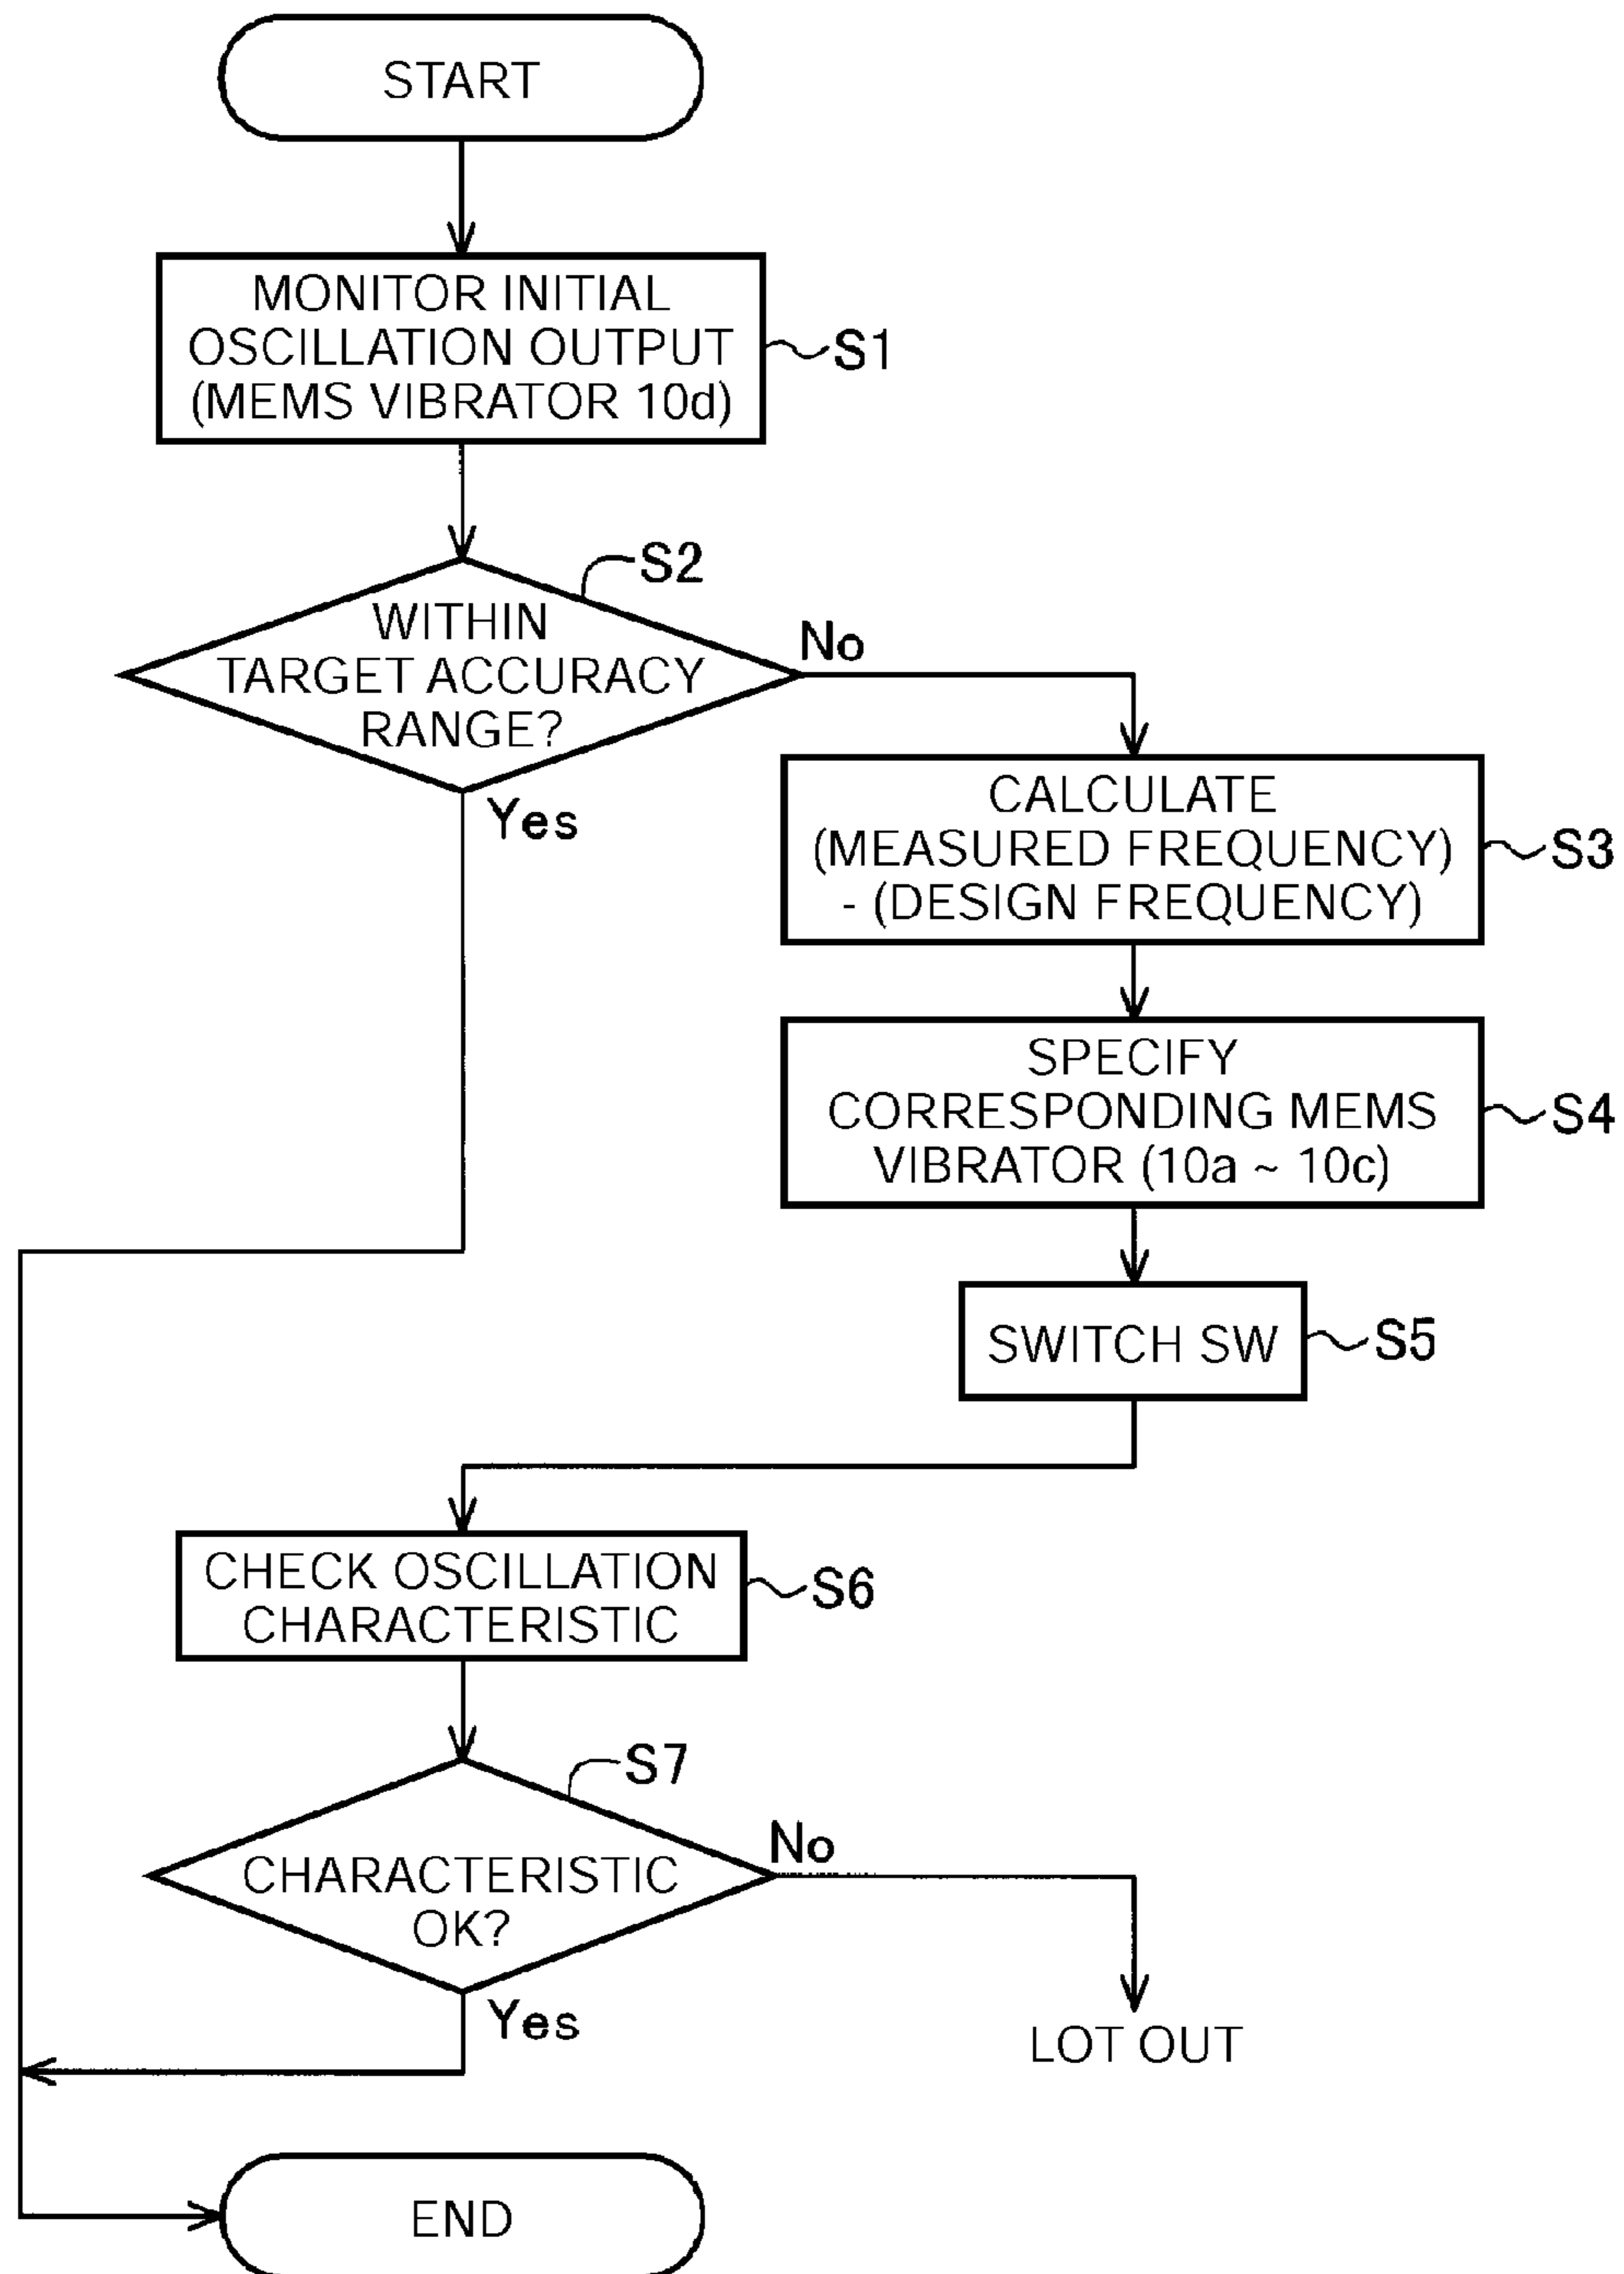 START
MONITOR INITIAL
OSCILLATION OUTPUT
(MEMS VIBRATOR 10d)
S1
S2
WITHIN
TARGET ACCURACY
RANGE?
No
Yes
CALCULATE
(MEASURED FREQUENCY)
- (DESIGN FREQUENCY)
S3
SPECIFY
CORRESPONDING MEMS
VIBRATOR (10a ~ 10c)
S4
SWITCH SW
S5
CHECK OSCILLATION
CHARACTERISTIC
S6
S7
CHARACTERISTIC
OK?
No
Yes
LOT OUT
END